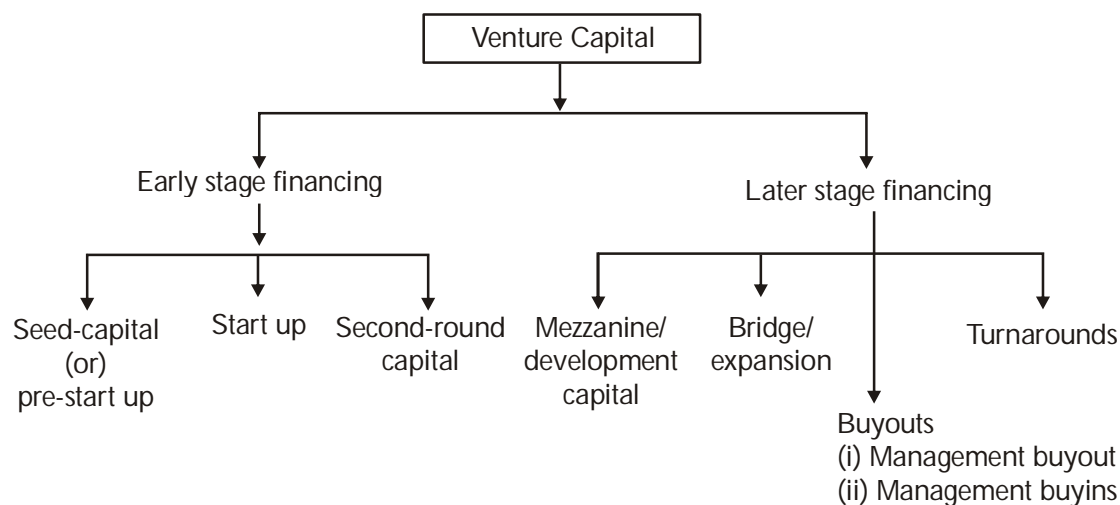 Venture Capital
Early stage financing
Later stage financing
Seed-capital
(or)
pre-start up
Start up
Second-round
capital
Mezzanine/
development
capital
Bridge/
expansion
Turnarounds
Buyouts
(i) Management buyout
(ii) Management buyins